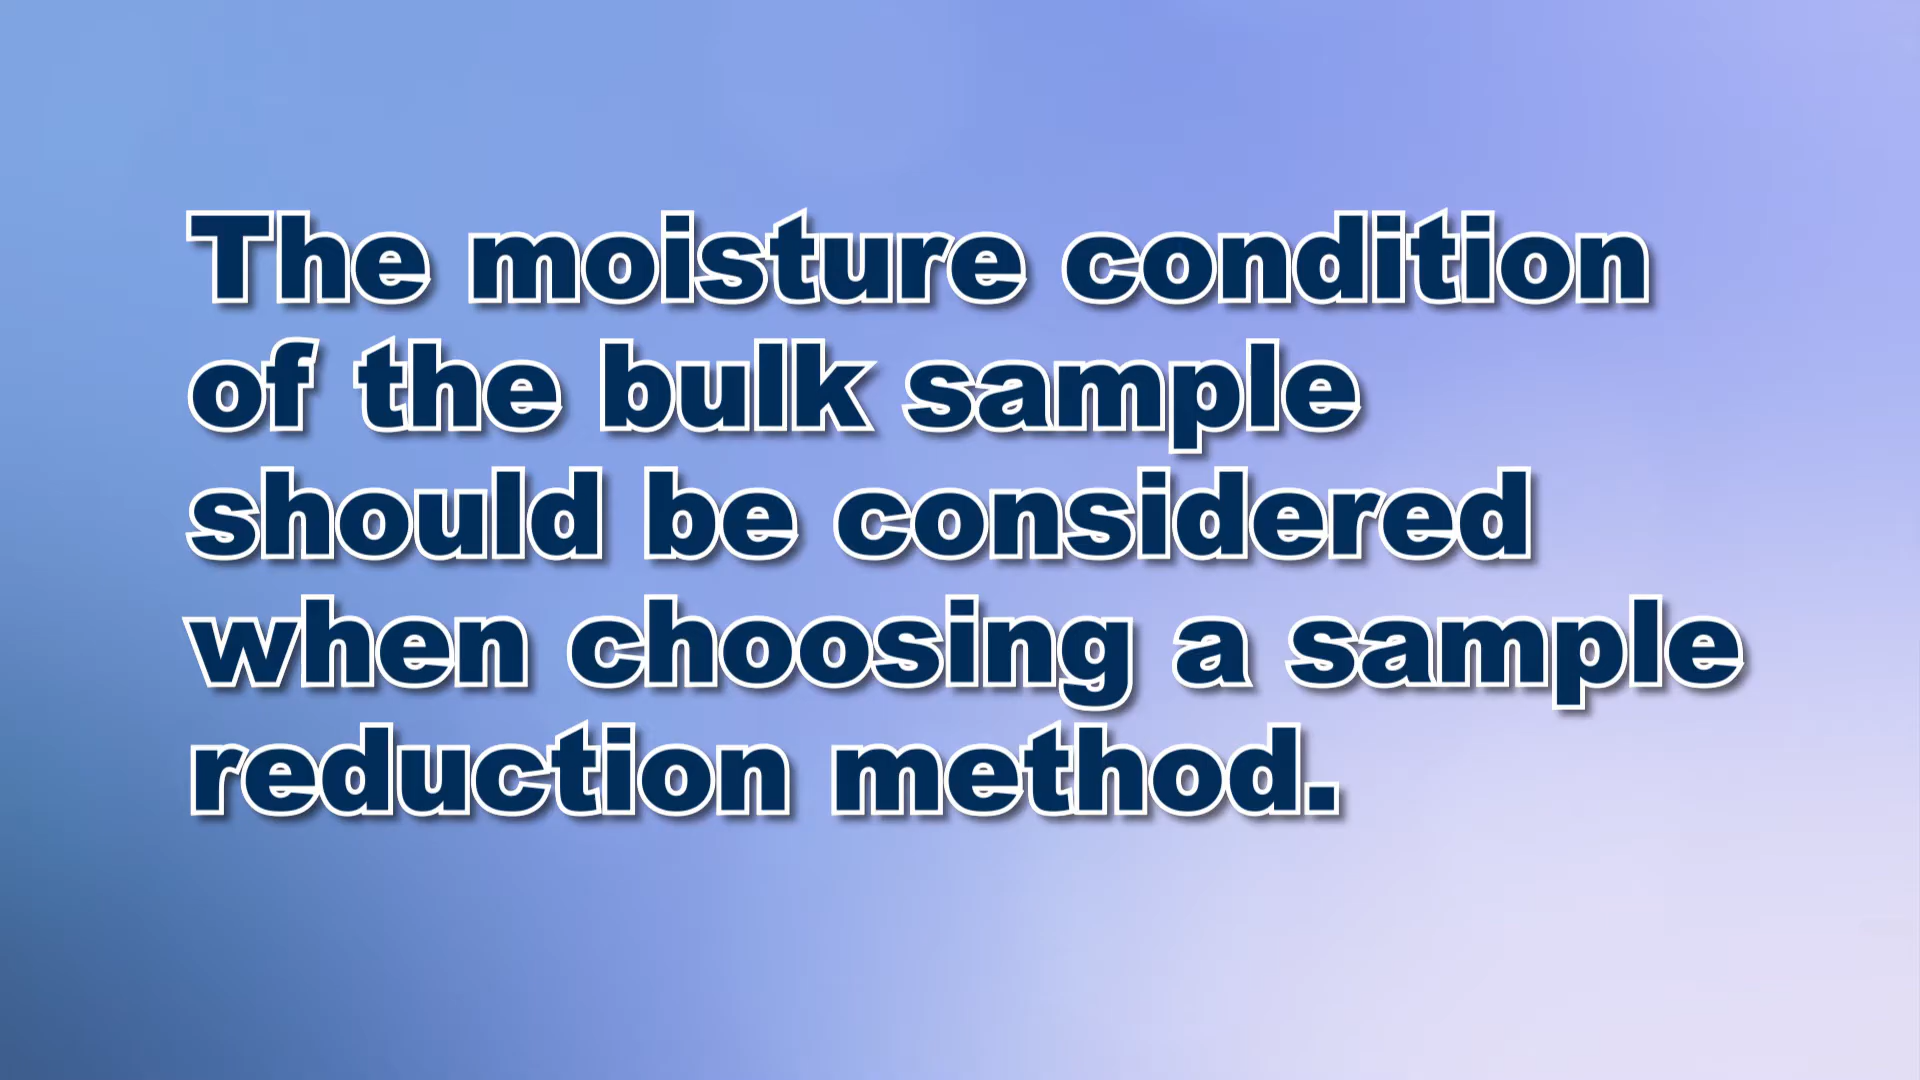 The moisture condition
of the bulk sample
should be considered
when choosing a sample
reduction method.